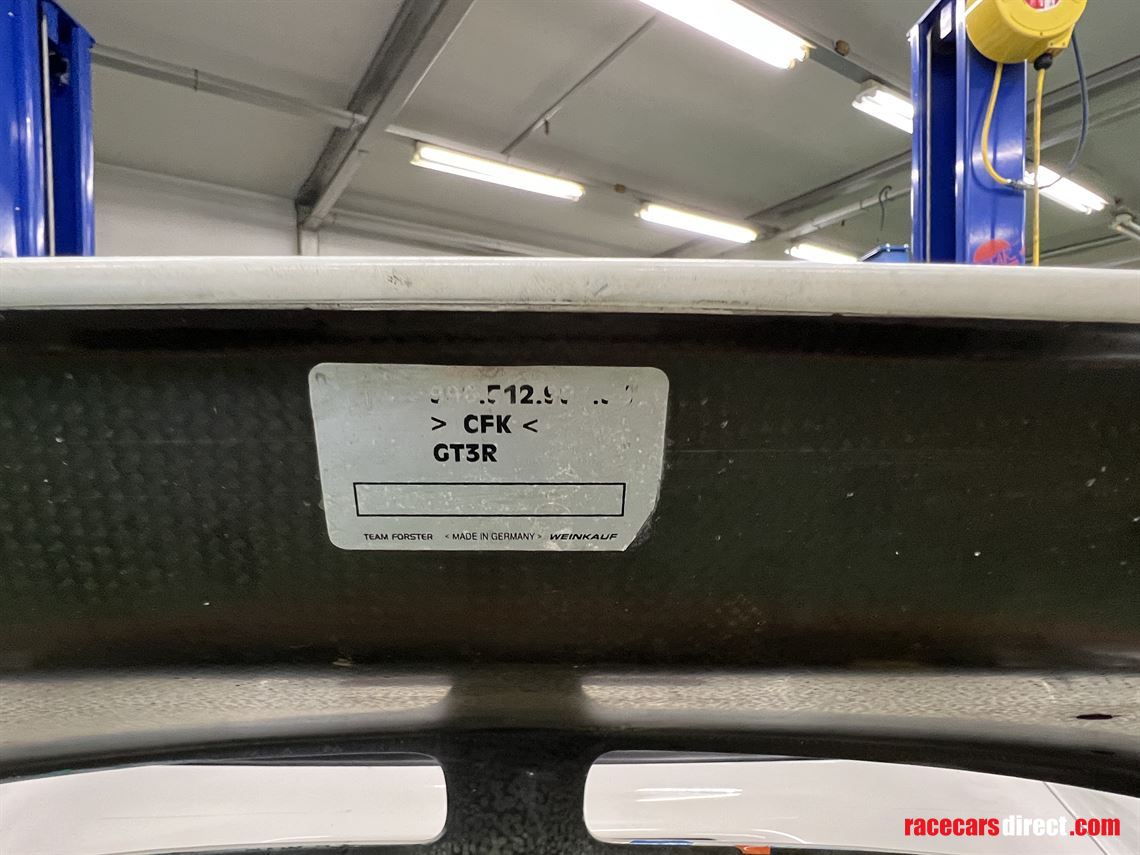 > CFK <
GT3R
TEAM FORSTER < MADE IN GERMANY > WEINKAUF
racecarsdirect.com